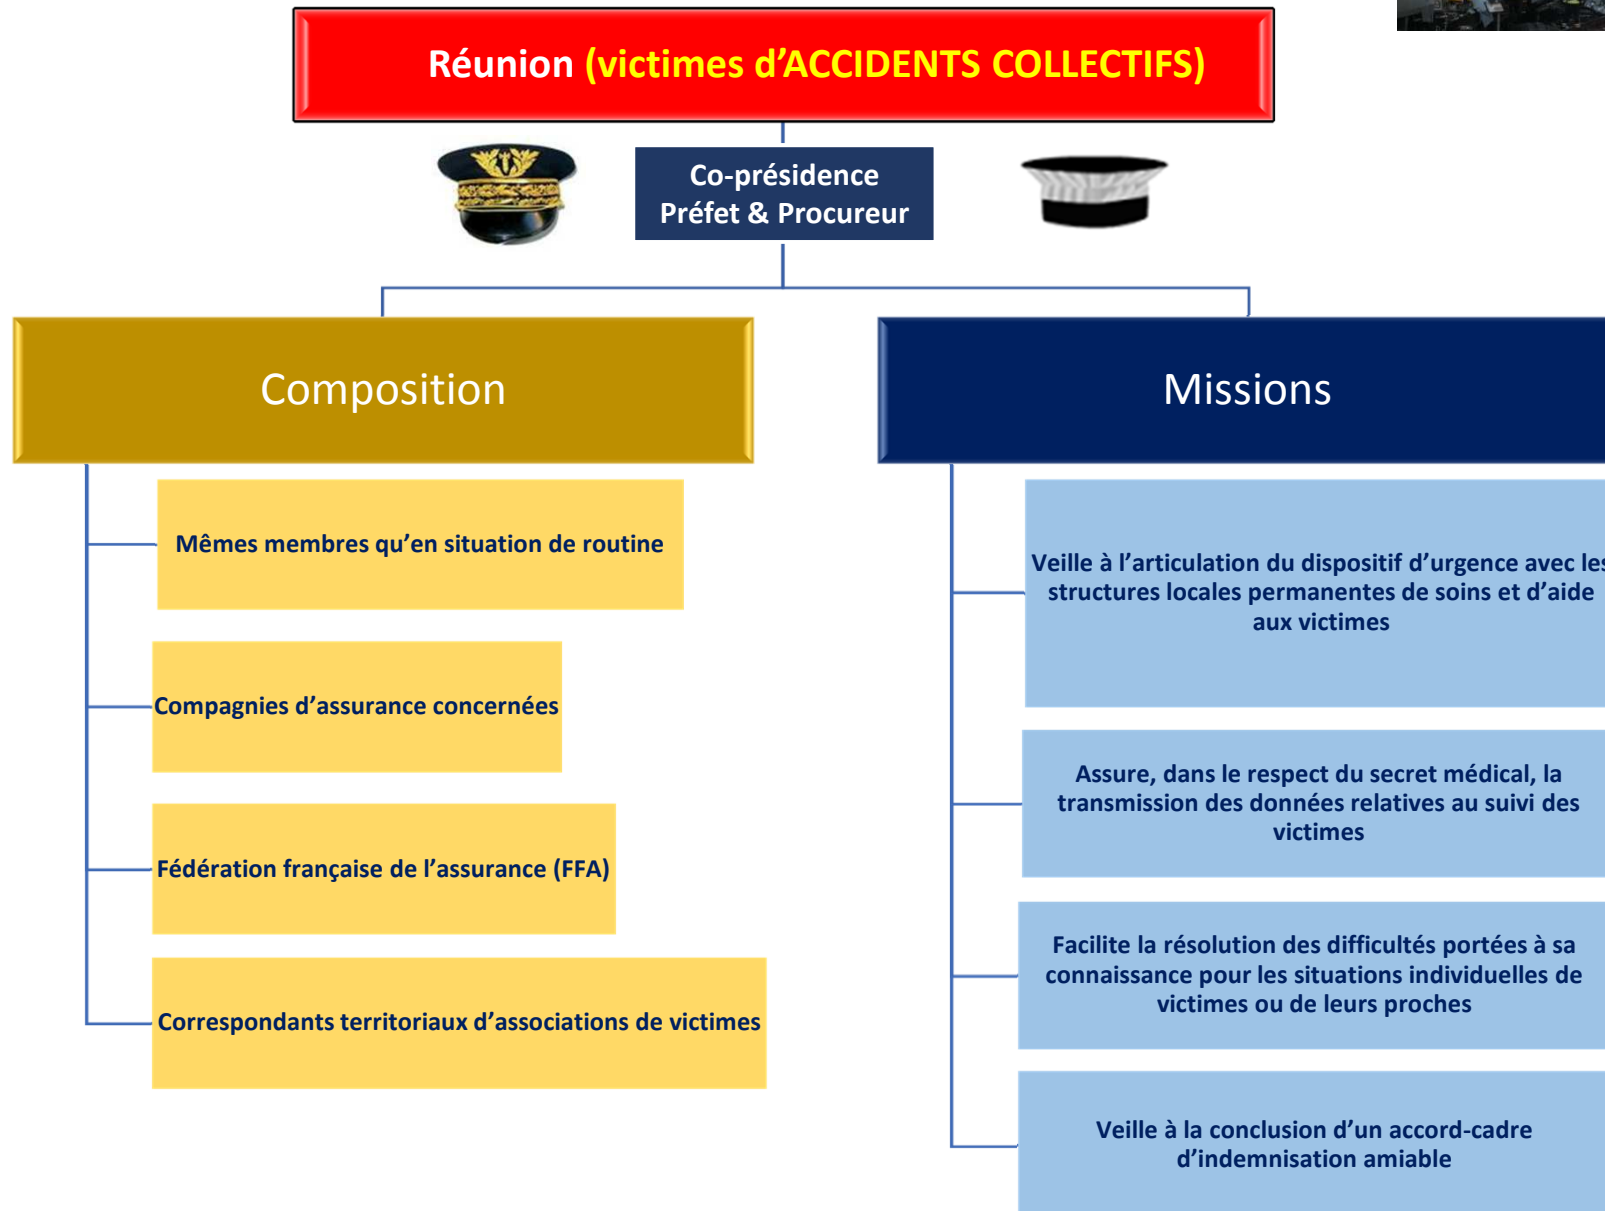 Réunion (victimes d’ACCIDENTS COLLECTIFS)
Co-présidence
Préfet & Procureur
Composition
Mêmes membres qu’en situation de routine
Compagnies d’assurance concernées
Fédération française de l’assurance (FFA)
Correspondants territoriaux d’associations de victimes
Missions
Veille à l’articulation du dispositif d’urgence avec les
structures locales permanentes de soins et d’aide
aux victimes
Assure, dans le respect du secret médical, la
transmission des données relatives au suivi des
victimes
Facilite la résolution des difficultés portées à sa
connaissance pour les situations individuelles de
victimes ou de leurs proches
Veille à la conclusion d’un accord-cadre
d’indemnisation amiable